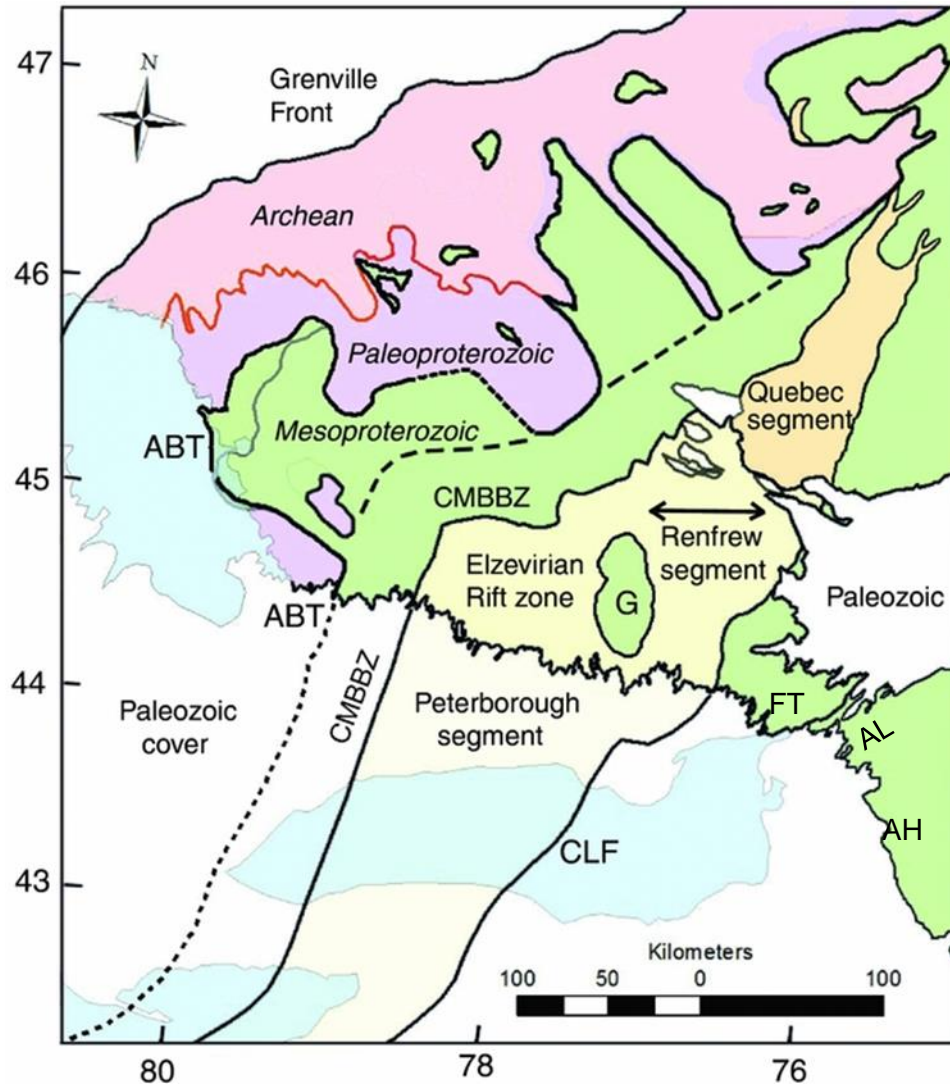 47
N
Grenville
Front
Archean
46
Paleoproterozoic
Quebec
segment
Mesoproterozoic
ABT
45
CMBBZ
Renfrew
segment
Elzevirian
Rift zone
G
Paleozoic
ABT
44
CMBBZ
Paleozoic
cover
Peterborough
segment
FT
AL
AH
CLF
43
Kilometers
100 50 0 100
80 78 76